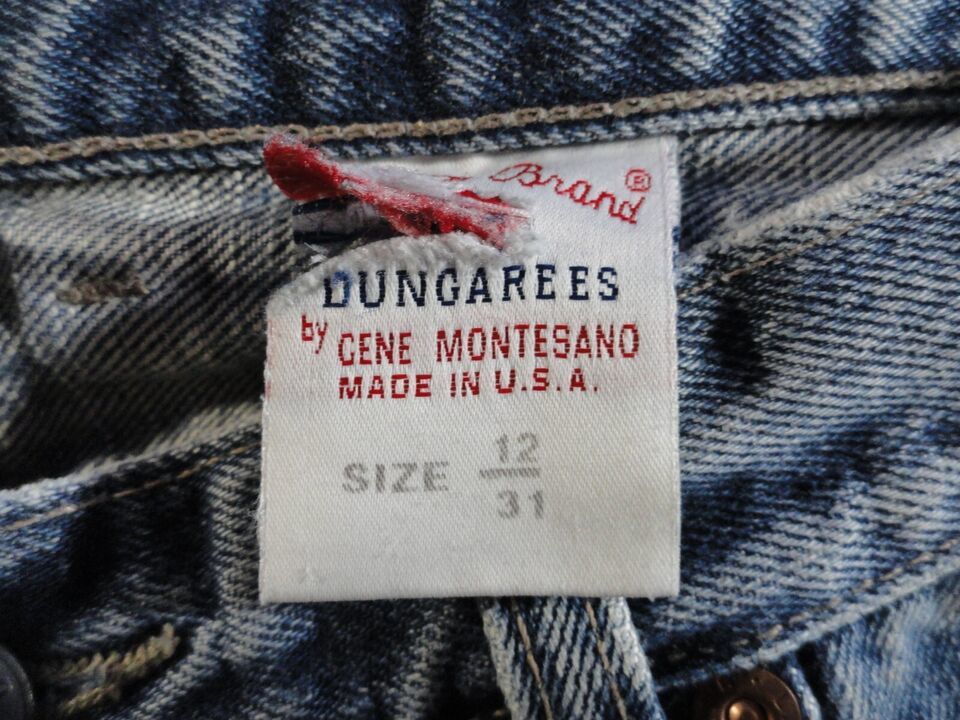 Brand®
DUNGAREES
by GENE MONTESANO
MADE IN U.S.A.
SIZE 12
31